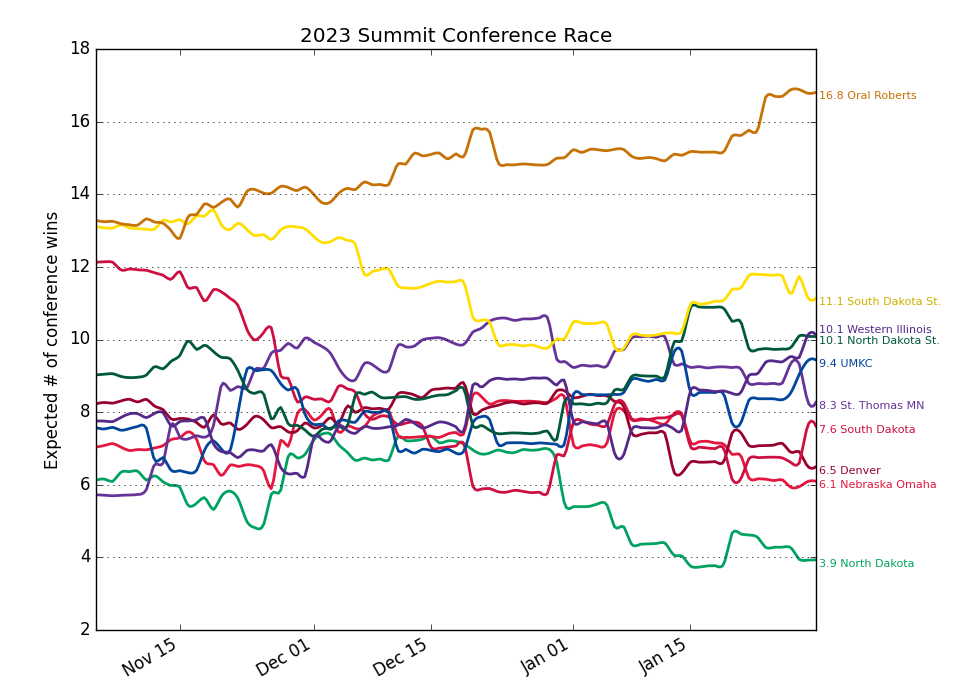 2023 Summit Conference Race
Expected # of conference wins
18
16
14
12
10
8
6
4
2
Nov 15
Dec 01
Dec 15
Jan 01
Jan 15
16.8 Oral Roberts
11.1 South Dakota St.
10.1 Western Illinois
10.1 North Dakota St.
9.4 UMKC
8.3 St. Thomas MN
7.6 South Dakota
6.5 Denver
6.1 Nebraska Omaha
3.9 North Dakota